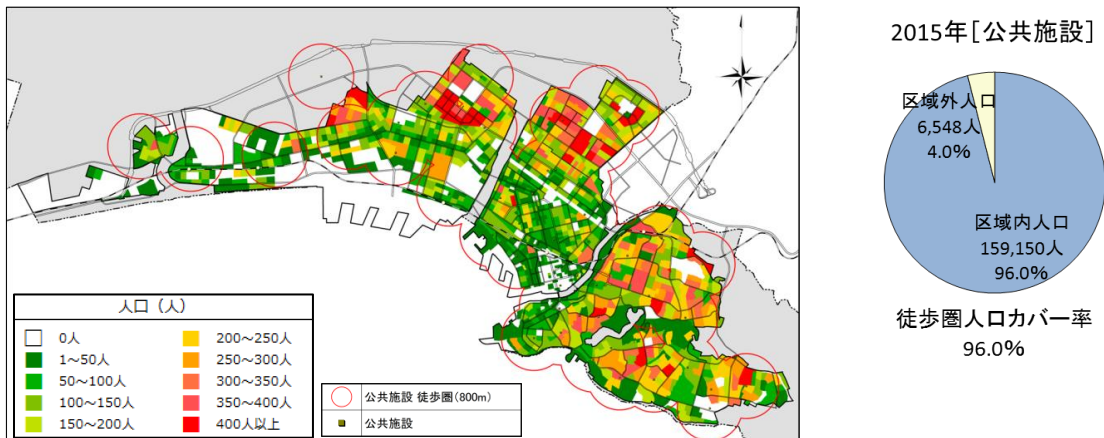 2015年[公共施設]
区域外人口
6,548人
4.0%
区域内人口
159,150人
96.0%
徒歩圏人口カバー率
96.0%
人口（人）
0人
1～50人
50～100人
100～150人
150～200人
200～250人
250～300人
300～350人
350～400人
400人以上
公共施設 徒歩圏(800m)
公共施設